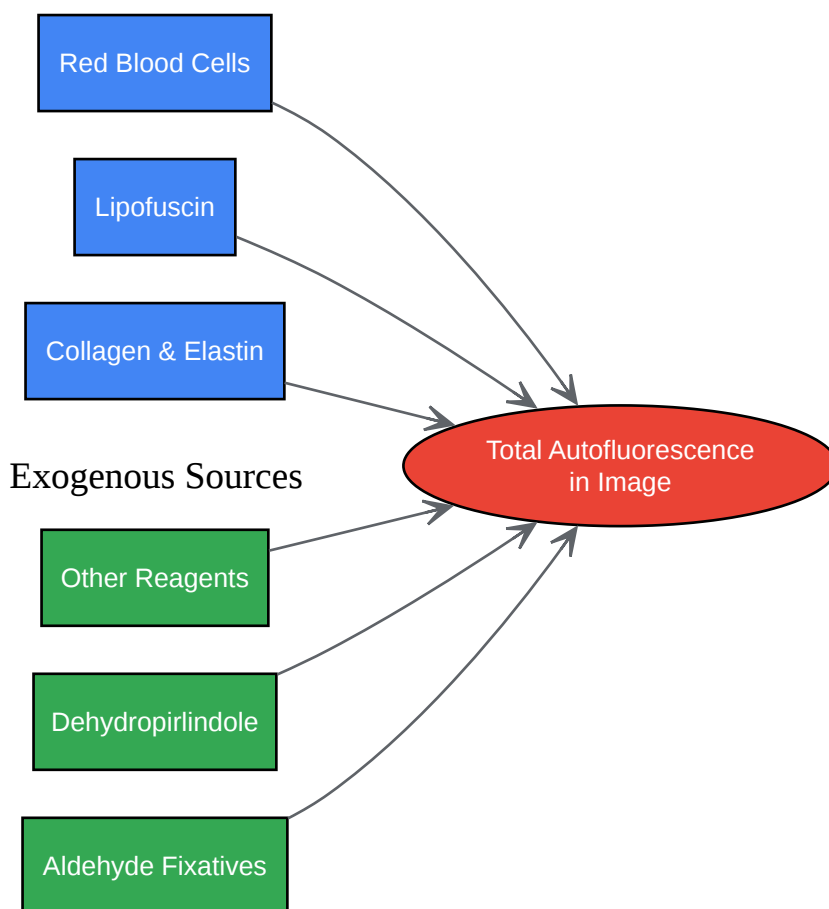 Red Blood Cells
Lipofuscin
Collagen & Elastin
Total Autofluorescence
in Image
Exogenous Sources
Other Reagents
Dehydropirlindole
Aldehyde Fixatives